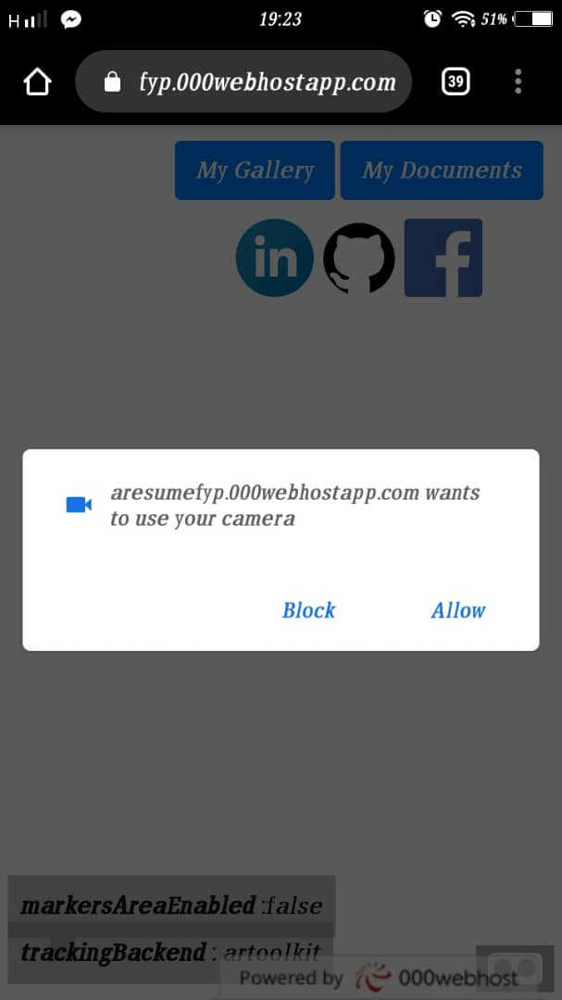 H 19:23 51%
fyp.000webhostapp.com 39
My Gallery My Documents
in f
aresumefyp.000webhostapp.com wants
to use your camera
Block Allow
markersAreaEnabled :false
trackingBackend : artoolkit
Powered by 000webhost